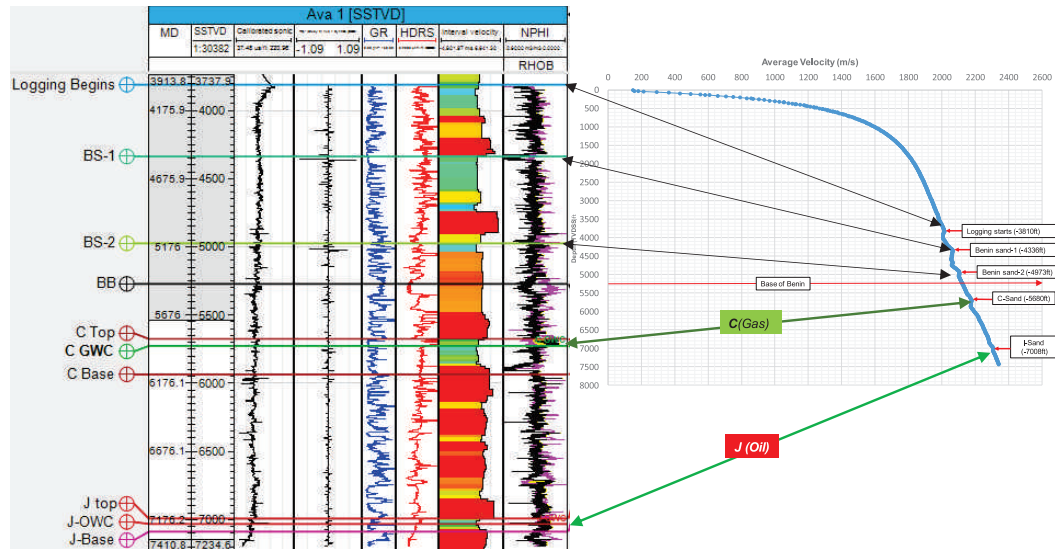 Ava 1 [SSTVD]
MD
SSTVD
Calibrated sonic
GR
HDRS
Interval velocity
NPHI
1:30382
-1.09 1.09
RHOB
3913.8
3737.9
Logging Begins
4175.9
4000
BS-1
4675.9
4500
BS-2
5176
5000
BB
5676
5500
C Top
C GWC
C Base
6176.1
6000
6676.1
6500
J top
7176.2
7000
J-OWC
J-Base
7410.8
7234.6
Average Velocity (m/s)
0 200 400 600 800 1000 1200 1400 1600 1800 2000 2200 2400 2600
0
500
1000
1500
2000
2500
3000
3500
4000
4500
5000
5500
6000
6500
7000
7500
8000
Logging starts (-3810ft)
Benin sand-1 (-4336ft)
Benin sand-2 (-4973ft)
Base of Benin
C-Sand (-5680ft)
(-7008ft)
C(Gas)
J (Oil)